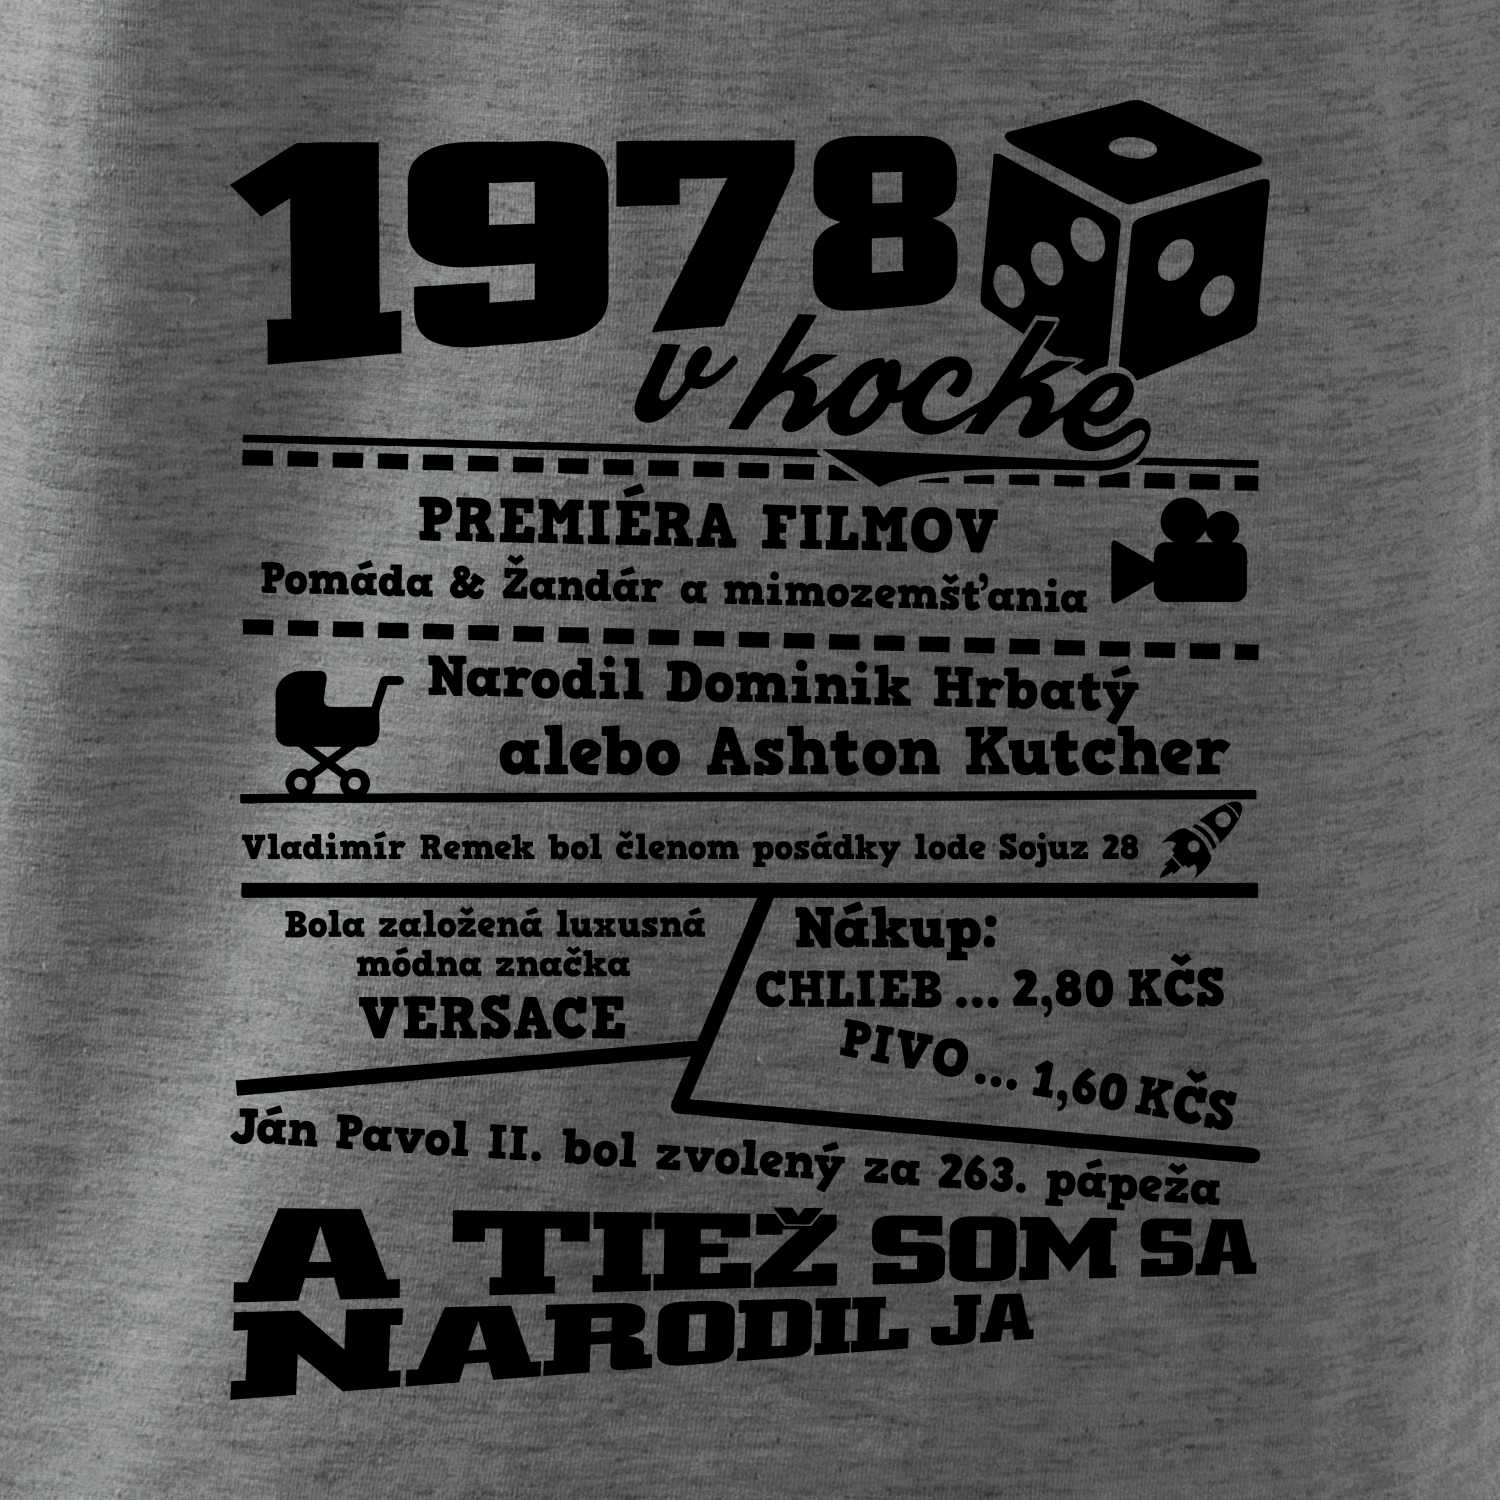 1978
v kocke
PREMIÉRA FILMOV
Pomáda & Žandár a mimozemšťania
Narodil Dominik Hrbatý
alebo Ashton Kutcher
Vladimír Remek bol členom posádky lode Sojuz 28
Bola založená luxusná
módna značka
VERSACE
Nákup:
CHLIEB ... 2,80 KČS
PIVO ... 1,60 KČS
Ján Pavol II. bol zvolený za 263. pápeža
A TIEŽ SOM SA
NARODIL JA